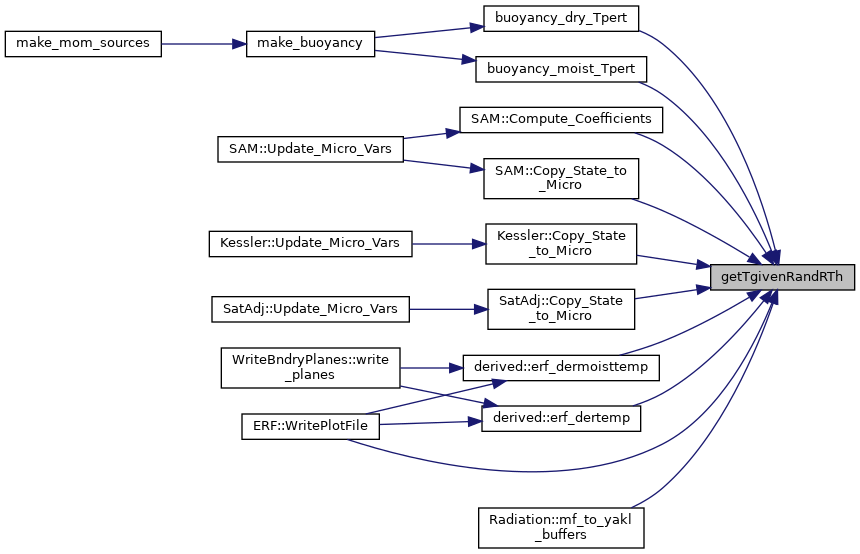 buoyancy_dry_Tpert
make_mom_sources
make_buoyancy
buoyancy_moist_Tpert
SAM::Compute_Coefficients
SAM::Update_Micro_Vars
SAM::Copy_State_to
_Micro
Kessler::Update_Micro_Vars
Kessler::Copy_State
_to_Micro
getTgivenRandRTh
SatAdj::Update_Micro_Vars
SatAdj::Copy_State
_to_Micro
WriteBndryPlanes::write
_planes
derived::erf_dermoisttemp
ERF::WritePlotFile
derived::erf_dertemp
Radiation::mf_to_yakl
_buffers